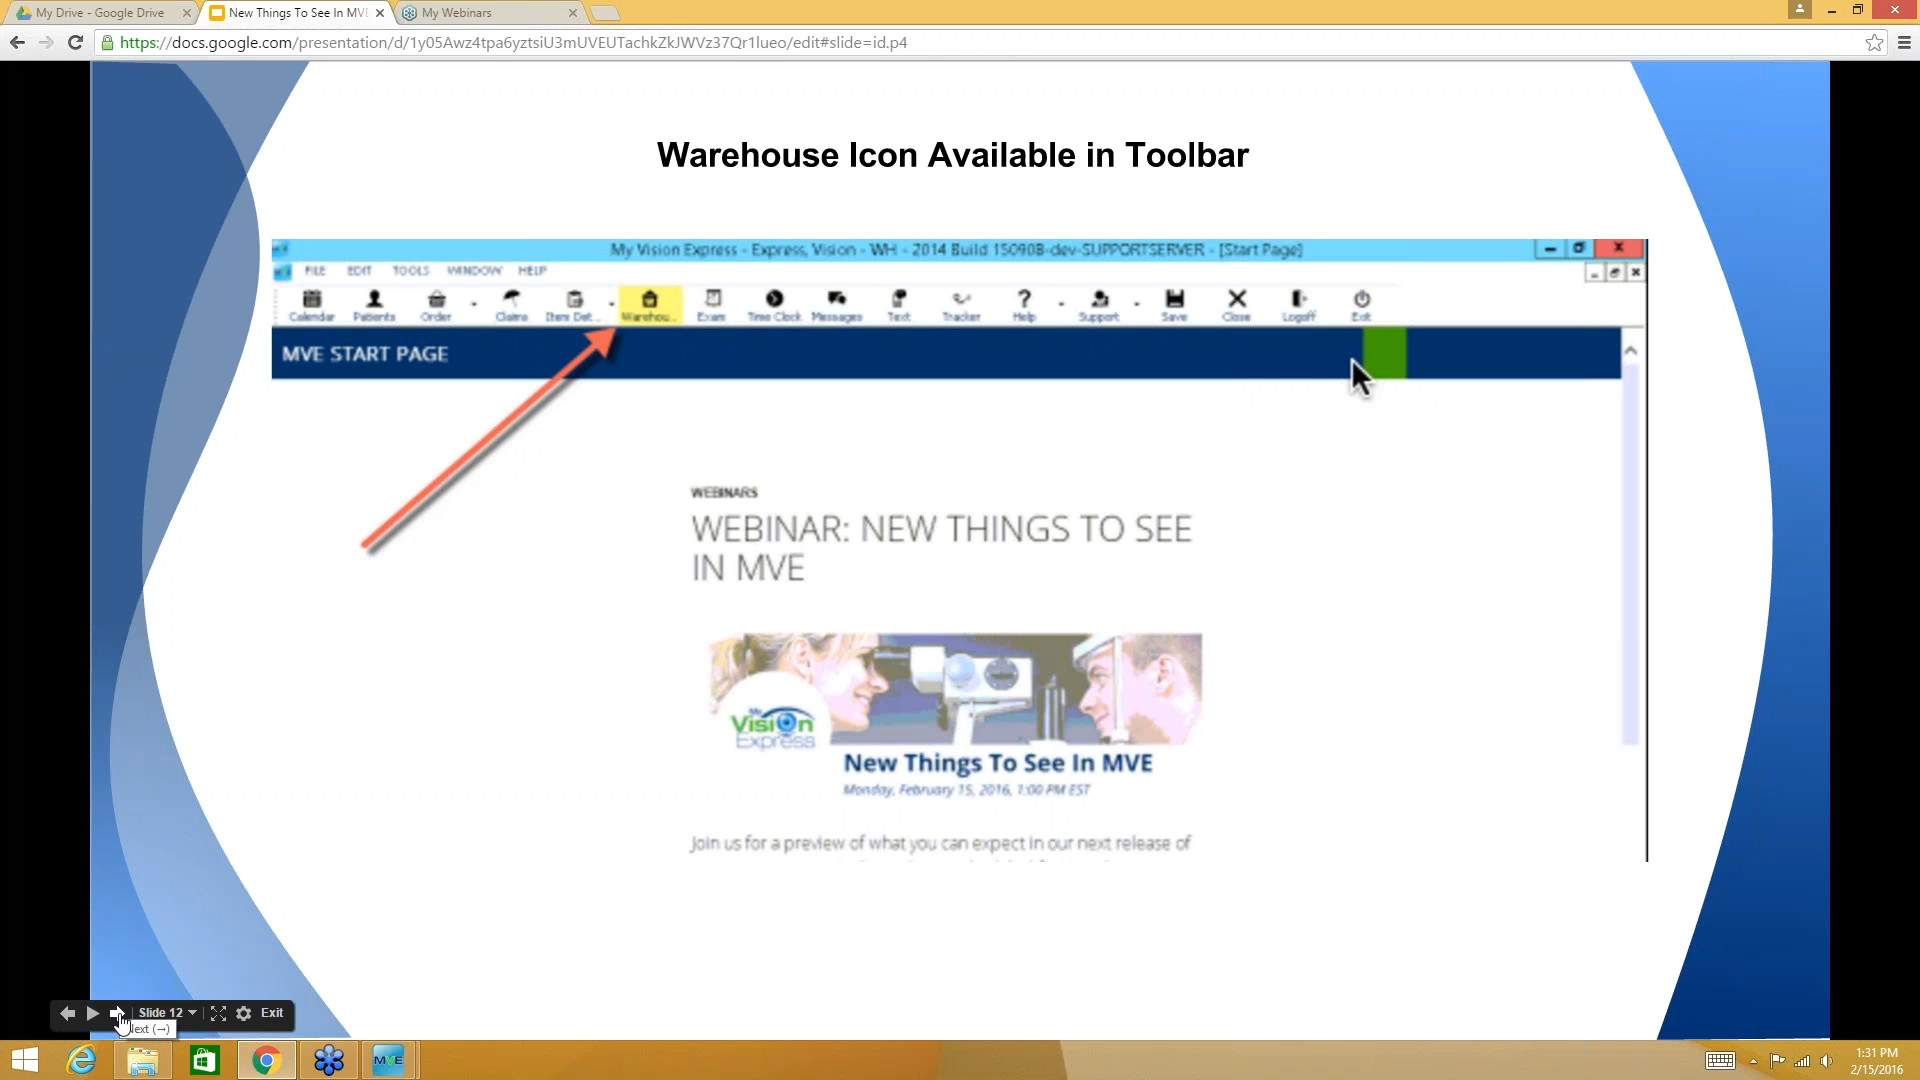 My Drive - Google Drive
New Things To See In MVE
My Webinars
https://docs.google.com/presentation/d/1y05Awz4tpa6yztsiU3mUVEUTachkZkJWVz37Qr1lueo/edit#slide=id.p4
Warehouse Icon Available in Toolbar
My Vision Express - Express, Vision - WH - 2014 Build 15090B-dev-SUPPORTSERVER - [Start Page]
FILE EDIT TOOLS WINDOW HELP
Calendar Patients Order Claims Item Det... Warehou... Exam Time Clock Messages Text Tracker Help Support Save Close Logoff Exit
MVE START PAGE
WEBINARS
WEBINAR: NEW THINGS TO SEE
IN MVE
My
Vision
Express
New Things To See In MVE
Monday, February 15, 2016, 1:00 PM EST
Join us for a preview of what you can expect in our next release of
Slide 12 Exit
Next (→)
MVE
1:31 PM
2/15/2016